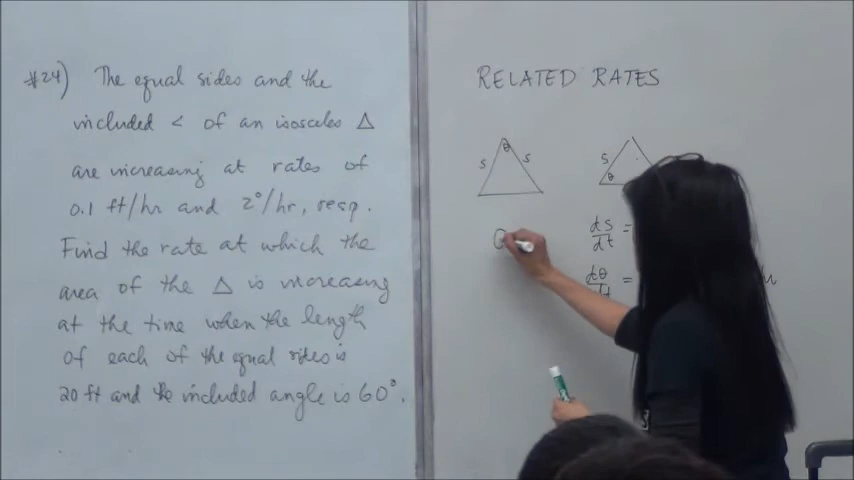 #24) The equal sides and the
included < of an isosceles Δ
are increasing at rates of
0.1 ft/hr and 2°/hr, resp.
Find the rate at which the
area of the Δ is increasing
at the time when the length
of each of the equal sides is
20 ft and the included angle is 60°.
RELATED RATES
θ
s s
s
θ
ds/dt =
dθ/dt =